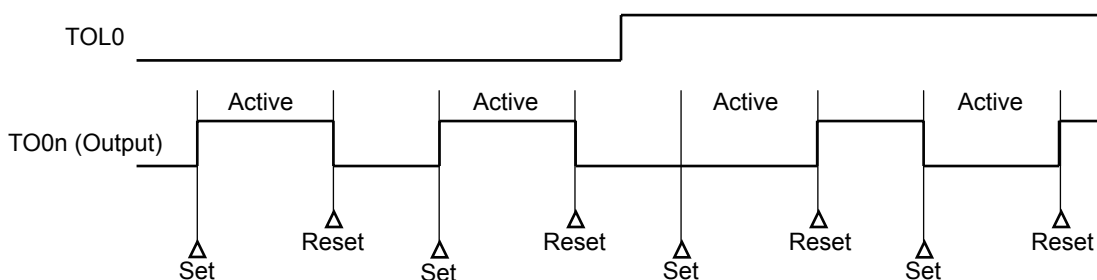 TOL0
Active Active Active Active
TO0n (Output)
Reset Reset Reset Reset
Set Set Set Set